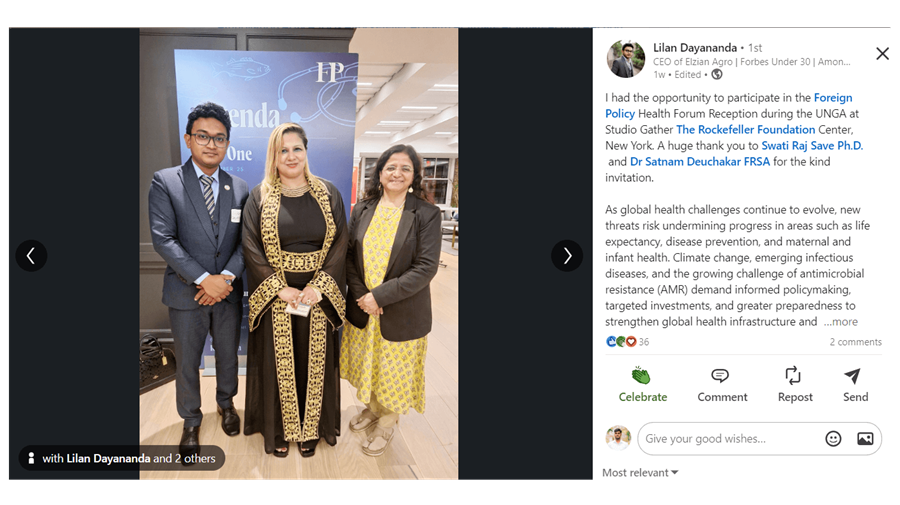 FP
enda
One
Lilan Dayananda • 1st
CEO of Elzian Agro | Forbes Under 30 | Amon...
1w • Edited •
I had the opportunity to participate in the Foreign
Policy Health Forum Reception during the UNGA at
Studio Gather The Rockefeller Foundation Center,
New York. A huge thank you to Swati Raj Save Ph.D.
and Dr Satnam Deuchakar FRSA for the kind
invitation.
As global health challenges continue to evolve, new
threats risk undermining progress in areas such as life
expectancy, disease prevention, and maternal and
infant health. Climate change, emerging infectious
diseases, and the growing challenge of antimicrobial
resistance (AMR) demand informed policymaking,
targeted investments, and greater preparedness to
strengthen global health infrastructure and ...more
36
2 comments
Celebrate
Comment
Repost
Send
Give your good wishes...
Most relevant
with Lilan Dayananda and 2 others